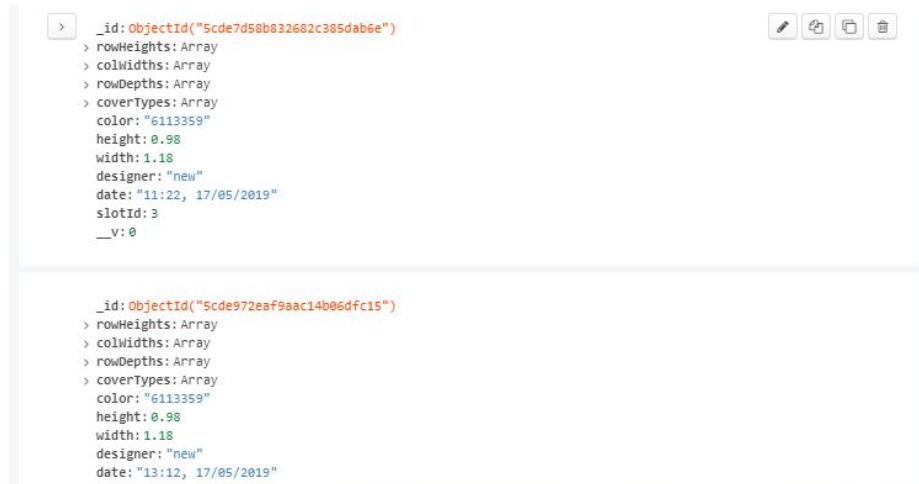 _id: ObjectId("5cde7d58b832682c385dab6e")
> rowHeights: Array
> colWidths: Array
> rowDepths: Array
> coverTypes: Array
color: "6113359"
height: 0.98
width: 1.18
designer: "new"
date: "11:22, 17/05/2019"
slotId: 3
__v: 0
_id: ObjectId("5cde972eaf9aac14b06dfc15")
> rowHeights: Array
> colWidths: Array
> rowDepths: Array
> coverTypes: Array
color: "6113359"
height: 0.98
width: 1.18
designer: "new"
date: "13:12, 17/05/2019"